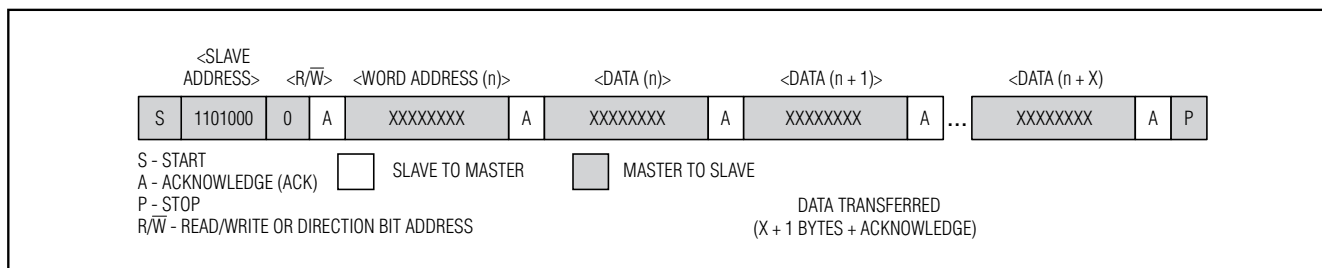 <SLAVE
ADDRESS> <R/W̅> <WORD ADDRESS (n)> <DATA (n)> <DATA (n + 1)> <DATA (n + X)
S 1101000 0 A XXXXXXXX A XXXXXXXX A XXXXXXXX A ... XXXXXXXX A P
S - START
A - ACKNOWLEDGE (ACK) SLAVE TO MASTER MASTER TO SLAVE
P - STOP
R/W̅ - READ/WRITE OR DIRECTION BIT ADDRESS
DATA TRANSFERRED
(X + 1 BYTES + ACKNOWLEDGE)